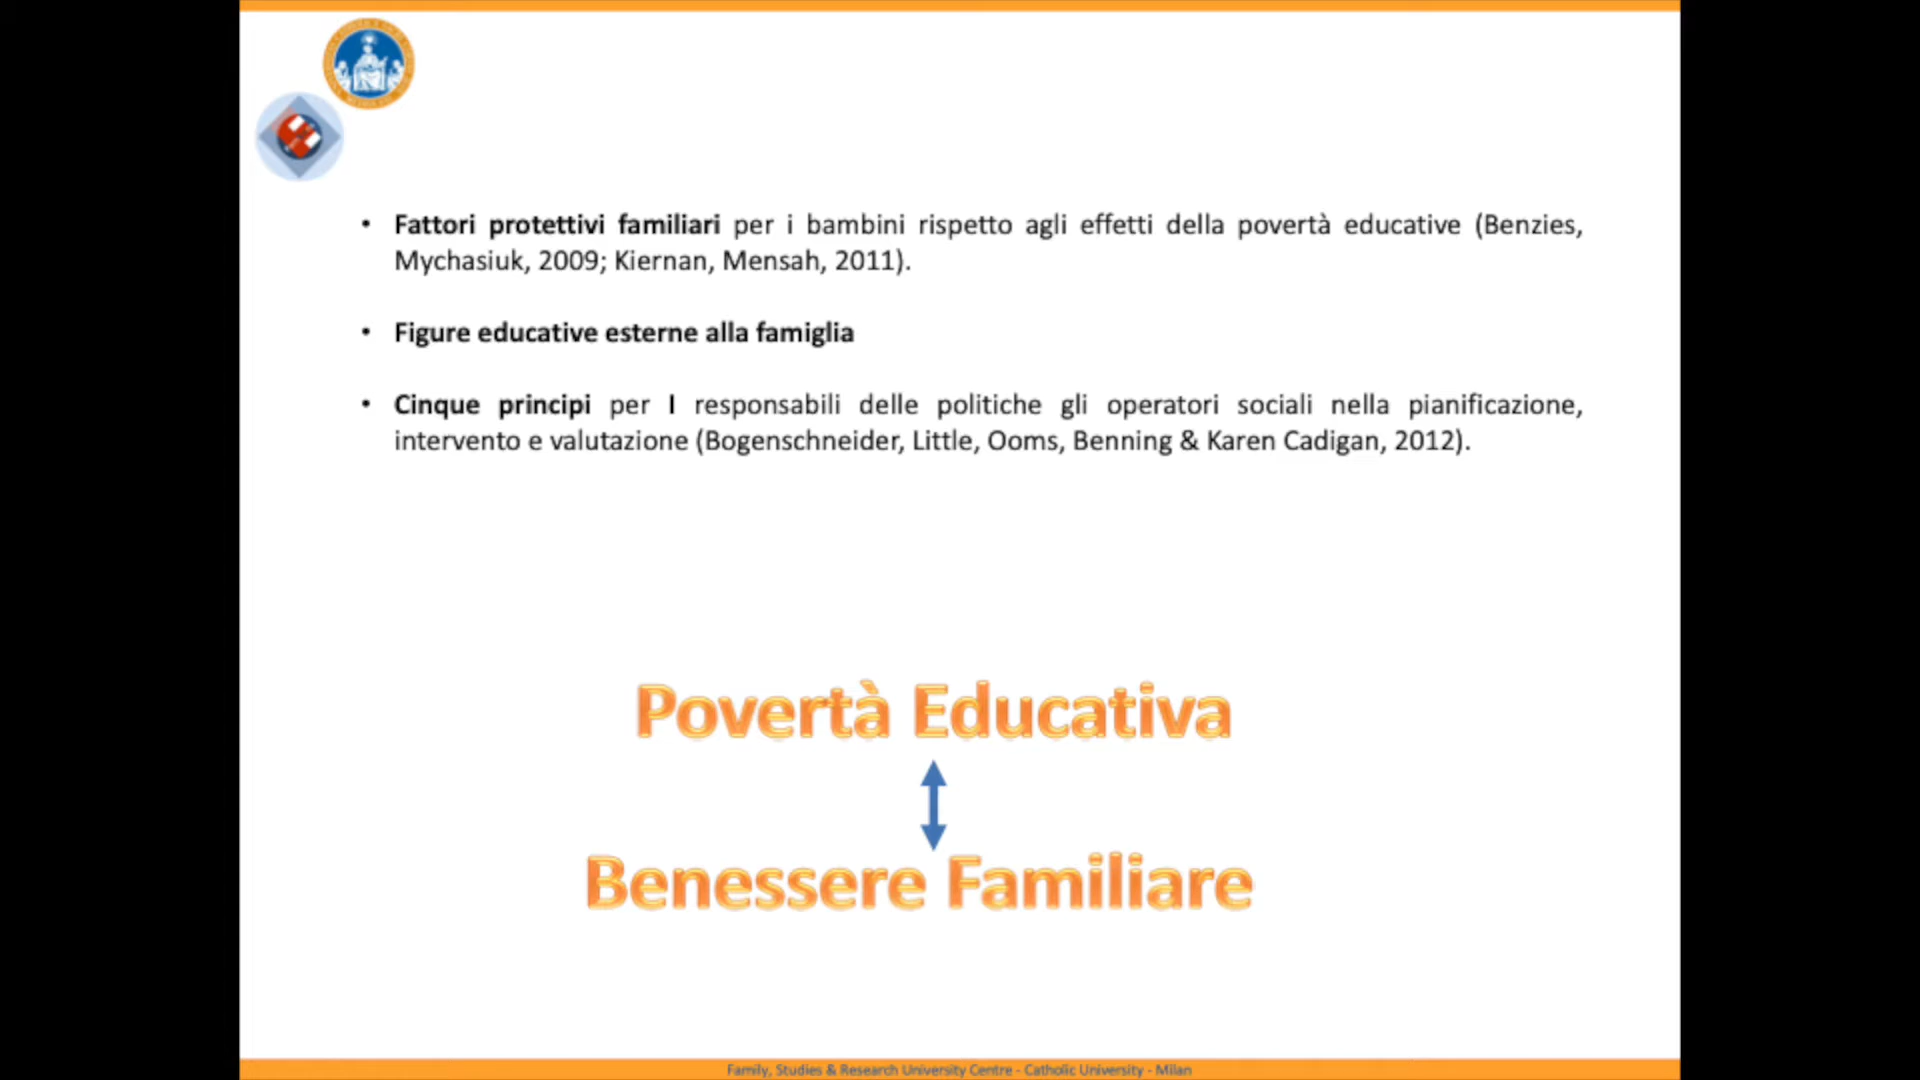 • Fattori protettivi familiari per i bambini rispetto agli effetti della povertà educative (Benzies,
Mychasiuk, 2009; Kiernan, Mensah, 2011).
• Figure educative esterne alla famiglia
• Cinque principi per I responsabili delle politiche gli operatori sociali nella pianificazione,
intervento e valutazione (Bogenschneider, Little, Ooms, Benning & Karen Cadigan, 2012).
Povertà Educativa
Benessere Familiare
Family, Studies & Research University Centre - Catholic University - Milan